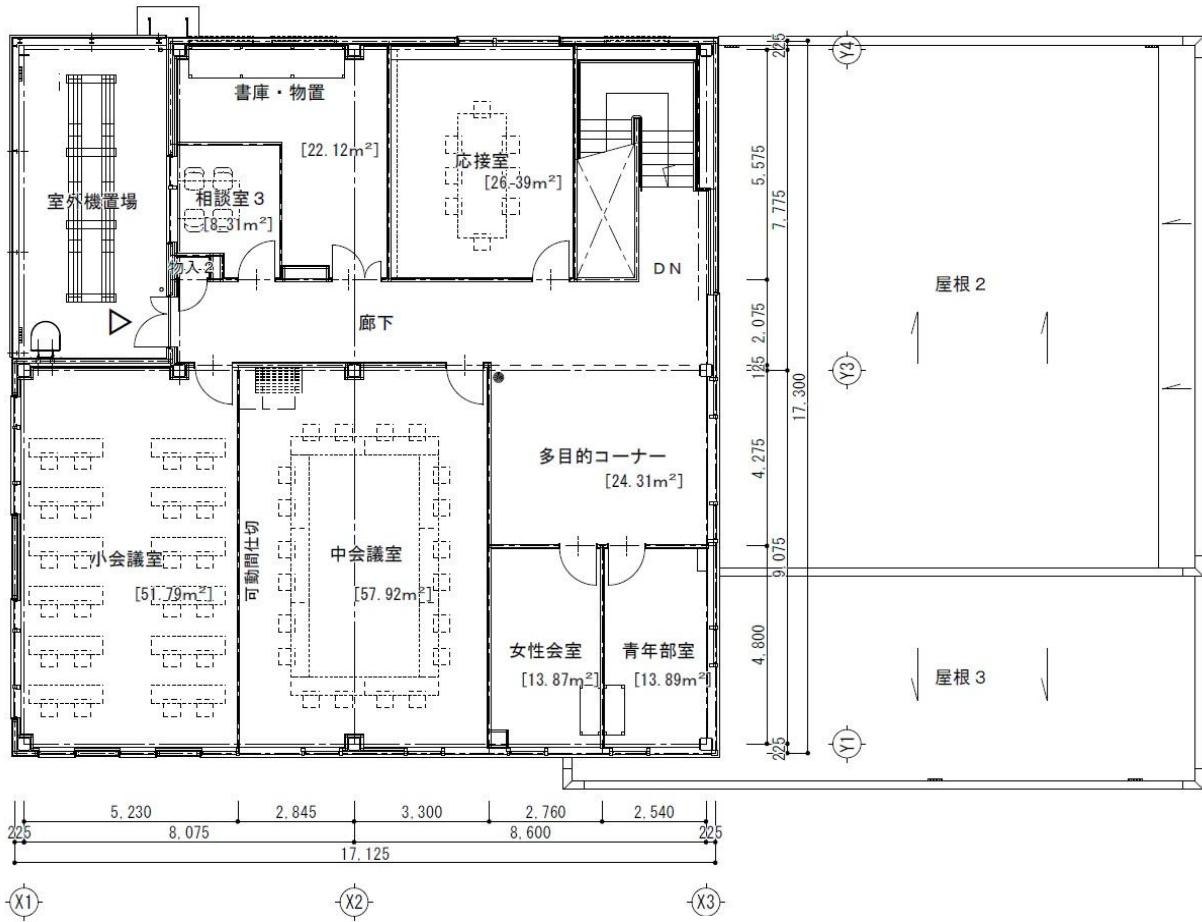 書庫・物置
[22.12m²]
応接室
[26.39m²]
室外機置場
相談室3
[8.31m²]
物入2
DN
廊下
屋根2
多目的コーナー
[24.31m²]
小会議室
[51.79m²]
可動間仕切
中会議室
[57.92m²]
女性会室
[13.87m²]
青年部室
[13.89m²]
屋根3
225
5,575
7,775
2,075
125
17,300
4,275
9,075
4,800
225
Y4
Y3
Y1
5,230
2,845
3,300
2,760
2,540
225
8,075
8,600
225
17,125
X1
X2
X3